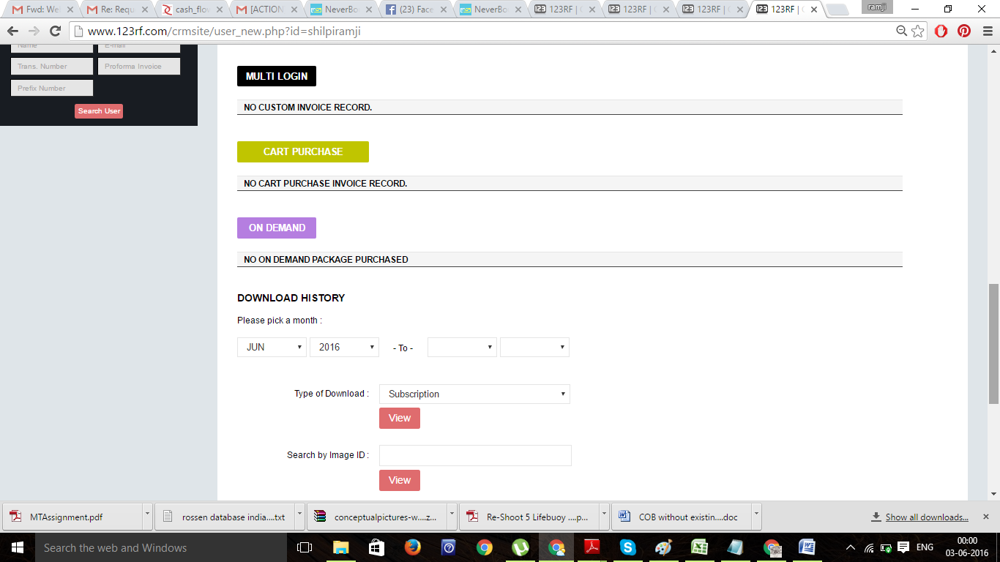 Fwd: We
Re: Requ
cash_flow
[ACTION
NeverBo
(23) Face
NeverBo
123RF | C
123RF | C
123RF | C
123RF | C
ramji
www.123rf.com/crmsite/user_new.php?id=shilpiramji
Name
E-mail
Trans. Number
Proforma Invoice
Prefix Number
Search User
MULTI LOGIN
NO CUSTOM INVOICE RECORD.
CART PURCHASE
NO CART PURCHASE INVOICE RECORD.
ON DEMAND
NO ON DEMAND PACKAGE PURCHASED
DOWNLOAD HISTORY
Please pick a month :
JUN 2016 - To -
Type of Download : Subscription
View
Search by Image ID :
View
MTAssignment.pdf
rossen database india....txt
conceptualpictures-w....z...
Re-Shoot 5 Lifebuoy ....p...
COB without existin....doc
Show all downloads...
Search the web and Windows
ENG
00:00
03-06-2016